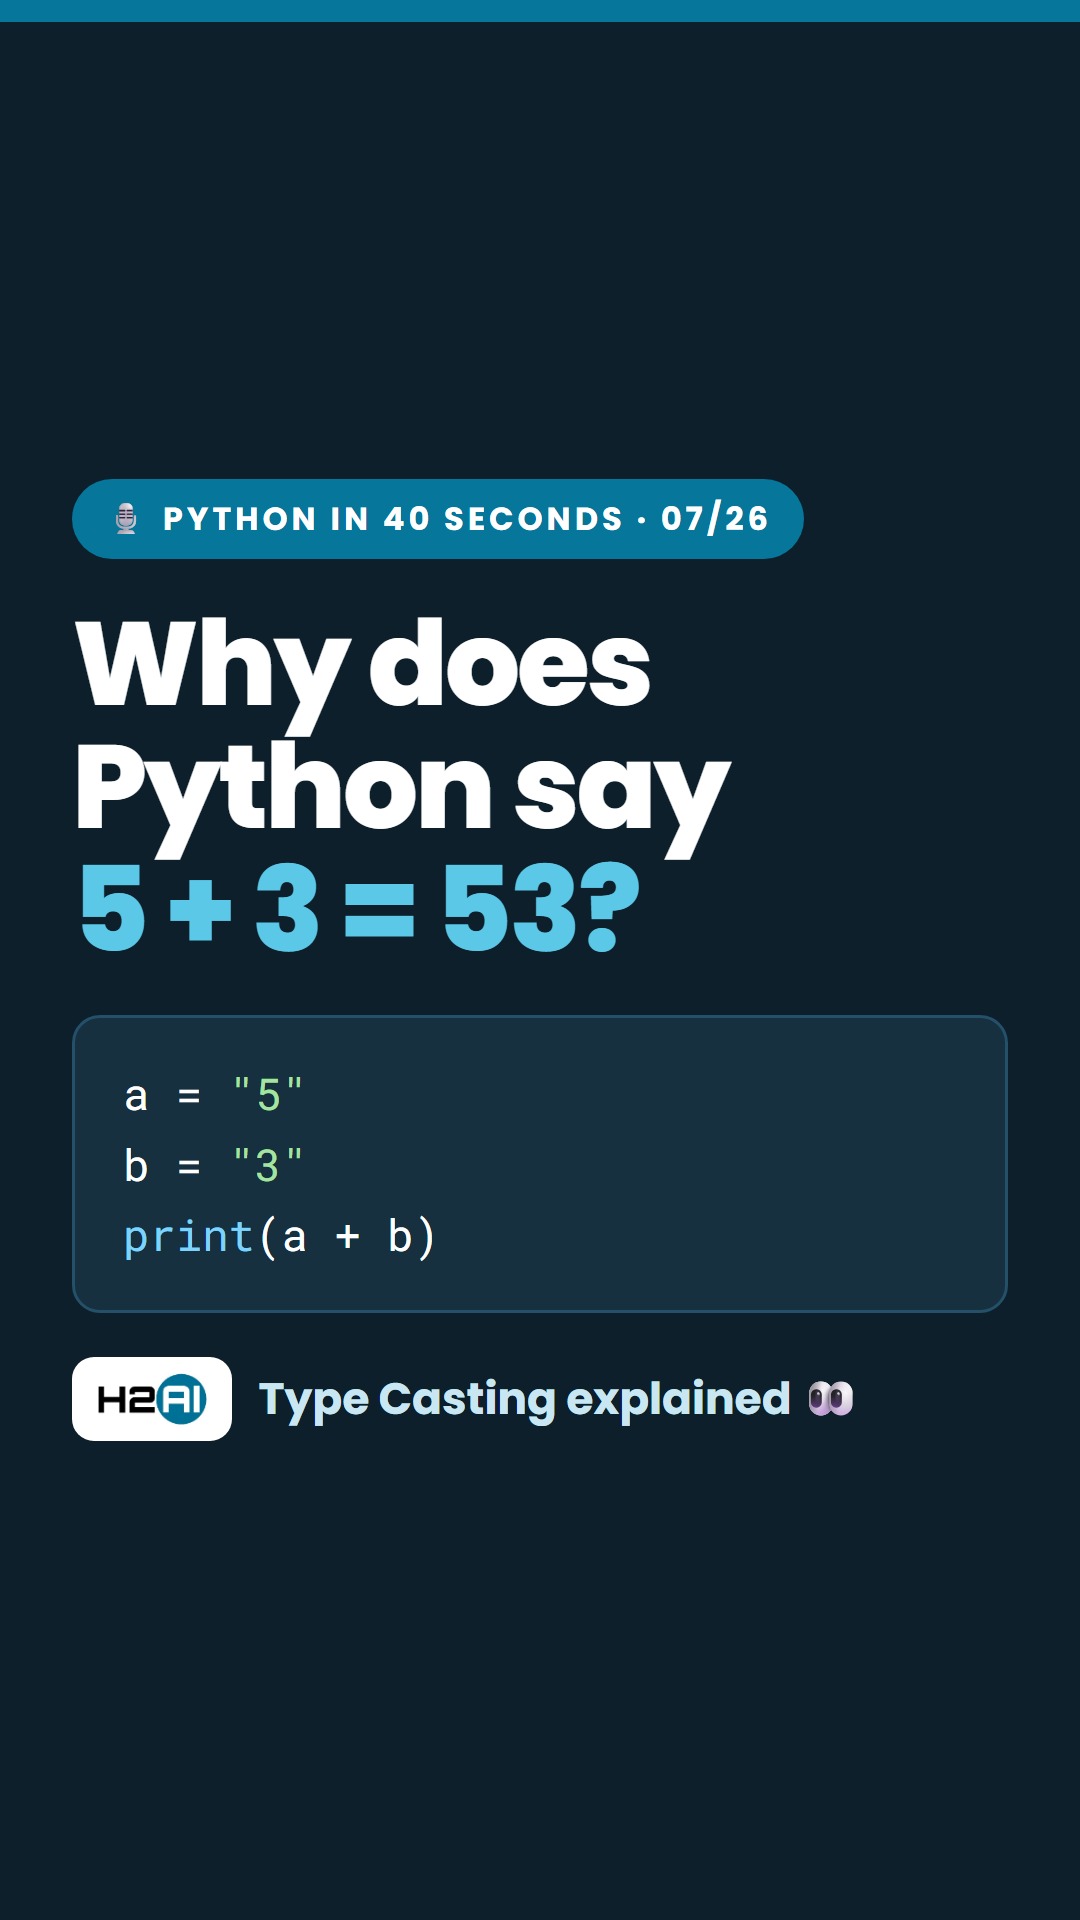 PYTHON IN 40 SECONDS · 07/26
Why does
Python say
5 + 3 = 53?
a = "5"
b = "3"
print(a + b)
H2AI
Type Casting explained 👀